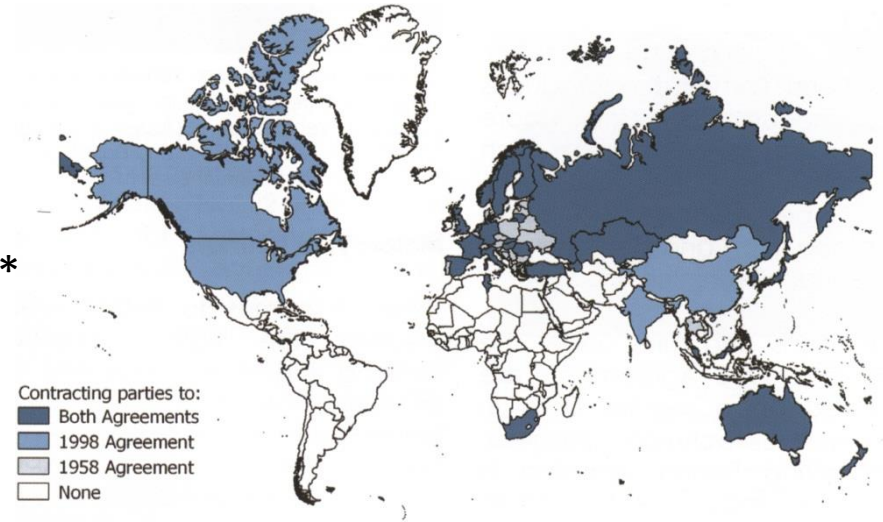 *
Contracting parties to:
Both Agreements
1998 Agreement
1958 Agreement
None